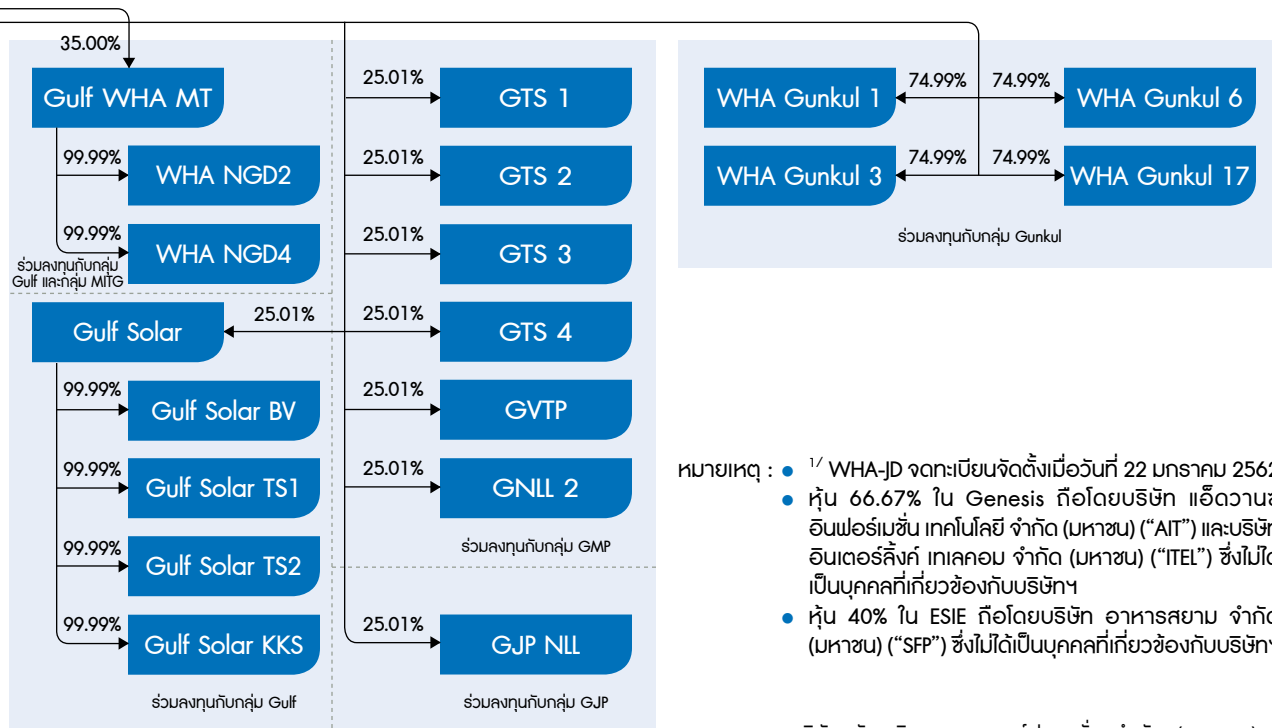 35.00%
Gulf WHA MT
99.99%
WHA NGD2
99.99%
WHA NGD4
ร่วมลงทุนกับกลุ่ม
Gulf และกลุ่ม MITG
Gulf Solar
25.01%
99.99%
Gulf Solar BV
99.99%
Gulf Solar TS1
99.99%
Gulf Solar TS2
99.99%
Gulf Solar KKS
ร่วมลงทุนกับกลุ่ม Gulf
25.01%
GTS 1
25.01%
GTS 2
25.01%
GTS 3
25.01%
GTS 4
25.01%
GVTP
25.01%
GNLL 2
ร่วมลงทุนกับกลุ่ม GMP
25.01%
GJP NLL
ร่วมลงทุนกับกลุ่ม GJP
WHA Gunkul 1
74.99%
74.99%
WHA Gunkul 6
WHA Gunkul 3
74.99%
74.99%
WHA Gunkul 17
ร่วมลงทุนกับกลุ่ม Gunkul
หมายเหตุ : ● 1/ WHA-JD จดทะเบียนจัดตั้งเมื่อวันที่ 22 มกราคม 2562
● หุ้น 66.67% ใน Genesis ถือโดยบริษัท แอ็ดวานซ
อินฟอร์เมชั่น เทคโนโลยี จำกัด (มหาชน) (“AIT”) และบริษัท
อินเตอร์ลิ้งค์ เทเลคอม จำกัด (มหาชน) (“ITEL”) ซึ่งไม่ได้
เป็นบุคคลที่เกี่ยวข้องกับบริษัทฯ
● หุ้น 40% ใน ESIE ถือโดยบริษัท อาหารสยาม จำกัด
(มหาชน) (“SFP”) ซึ่งไม่ได้เป็นบุคคลที่เกี่ยวข้องกับบริษัทฯ